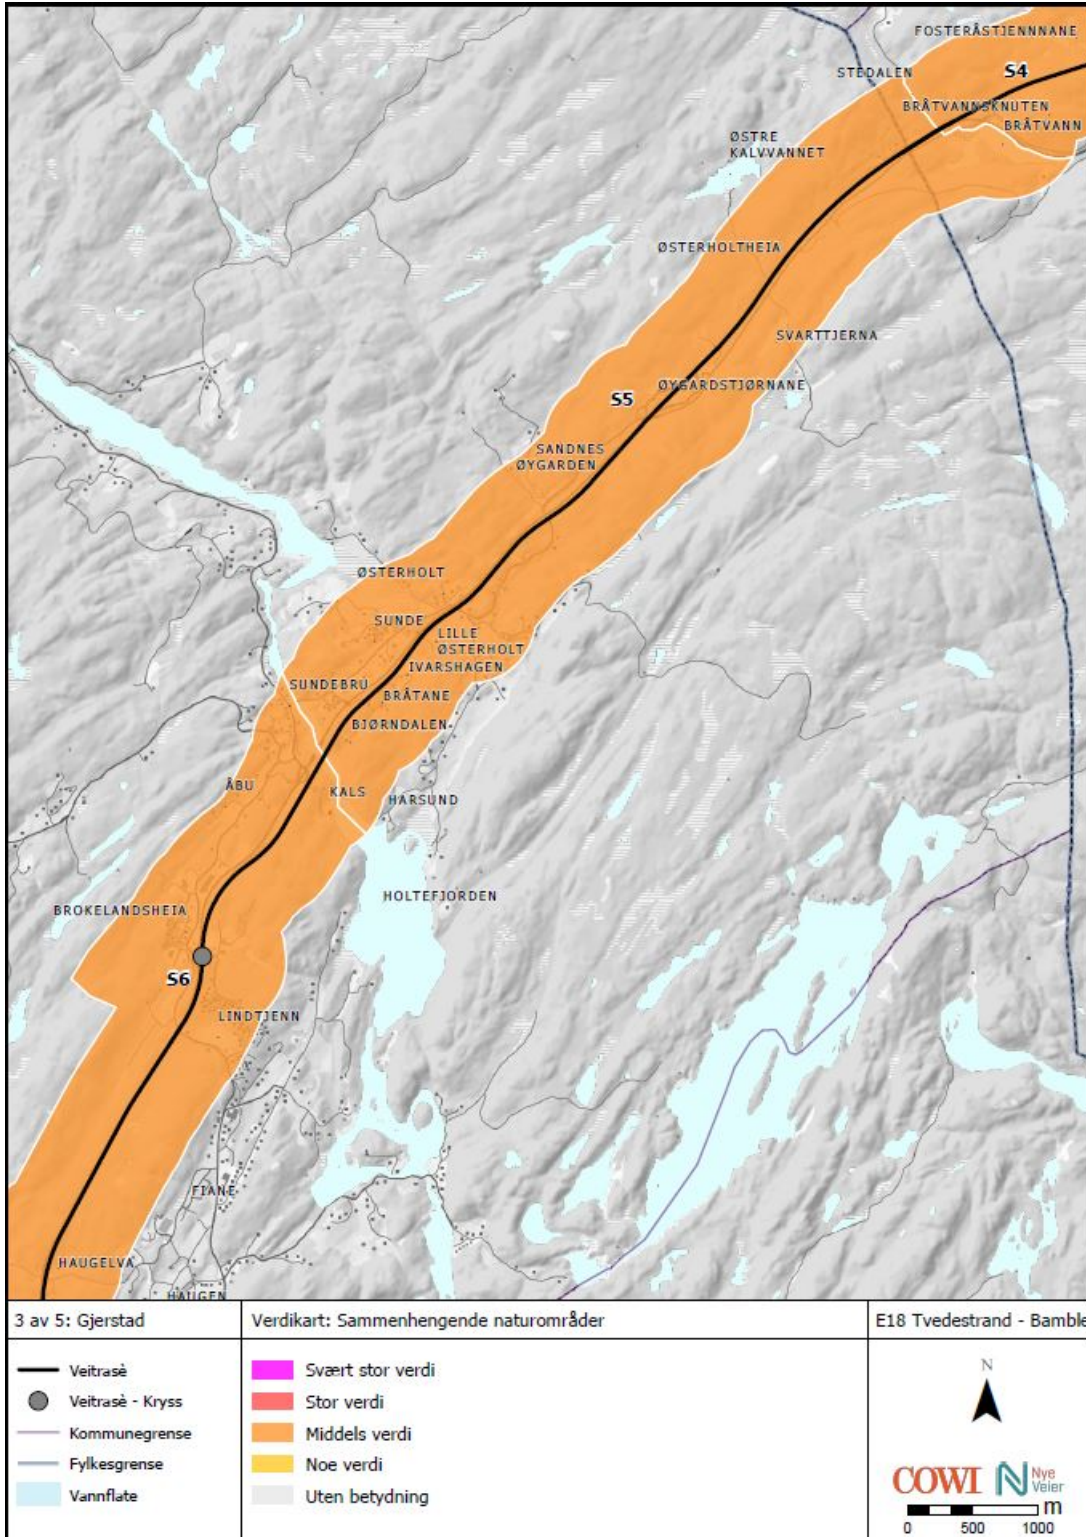 FOSTERÅSTJENNNANE
STEDALEN
S4
BRÅTVANNSKNUTEN
BRÅTVANN
ØSTRE
KALVVANNET
ØSTERHOLTHEIA
SVARTTJERNA
ØYGARDSTJØRNANE
S5
SANDNES
ØYGARDEN
ØSTERHOLT
SUNDE
LILLE
ØSTERHOLT
IVARSHAGEN
SUNDEBRU
BRÅTANE
BJØRNDALEN
ÅBU
KALS
HARSUND
HOLTEFJORDEN
BROKELANDSHEIA
S6
LINDTJENN
FIANE
HAUGELVA
HAUGEN
3 av 5: Gjerstad
Verdikart: Sammenhengende naturområder
E18 Tvedestrand - Bamble
Veitrasè
Veitrasè - Kryss
Kommunegrense
Fylkesgrense
Vannflate
Svært stor verdi
Stor verdi
Middels verdi
Noe verdi
Uten betydning
N
COWI
Nye
Veier
m
0 500 1000